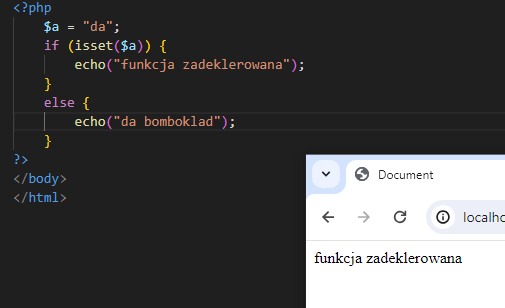 <?php
$a = "da";
if (isset($a)) {
echo("funkcja zadeklerowana");
}
else {
echo("da bomboklad");
}
?>
</body>
</html>
Document
localho
funkcja zadeklerowana